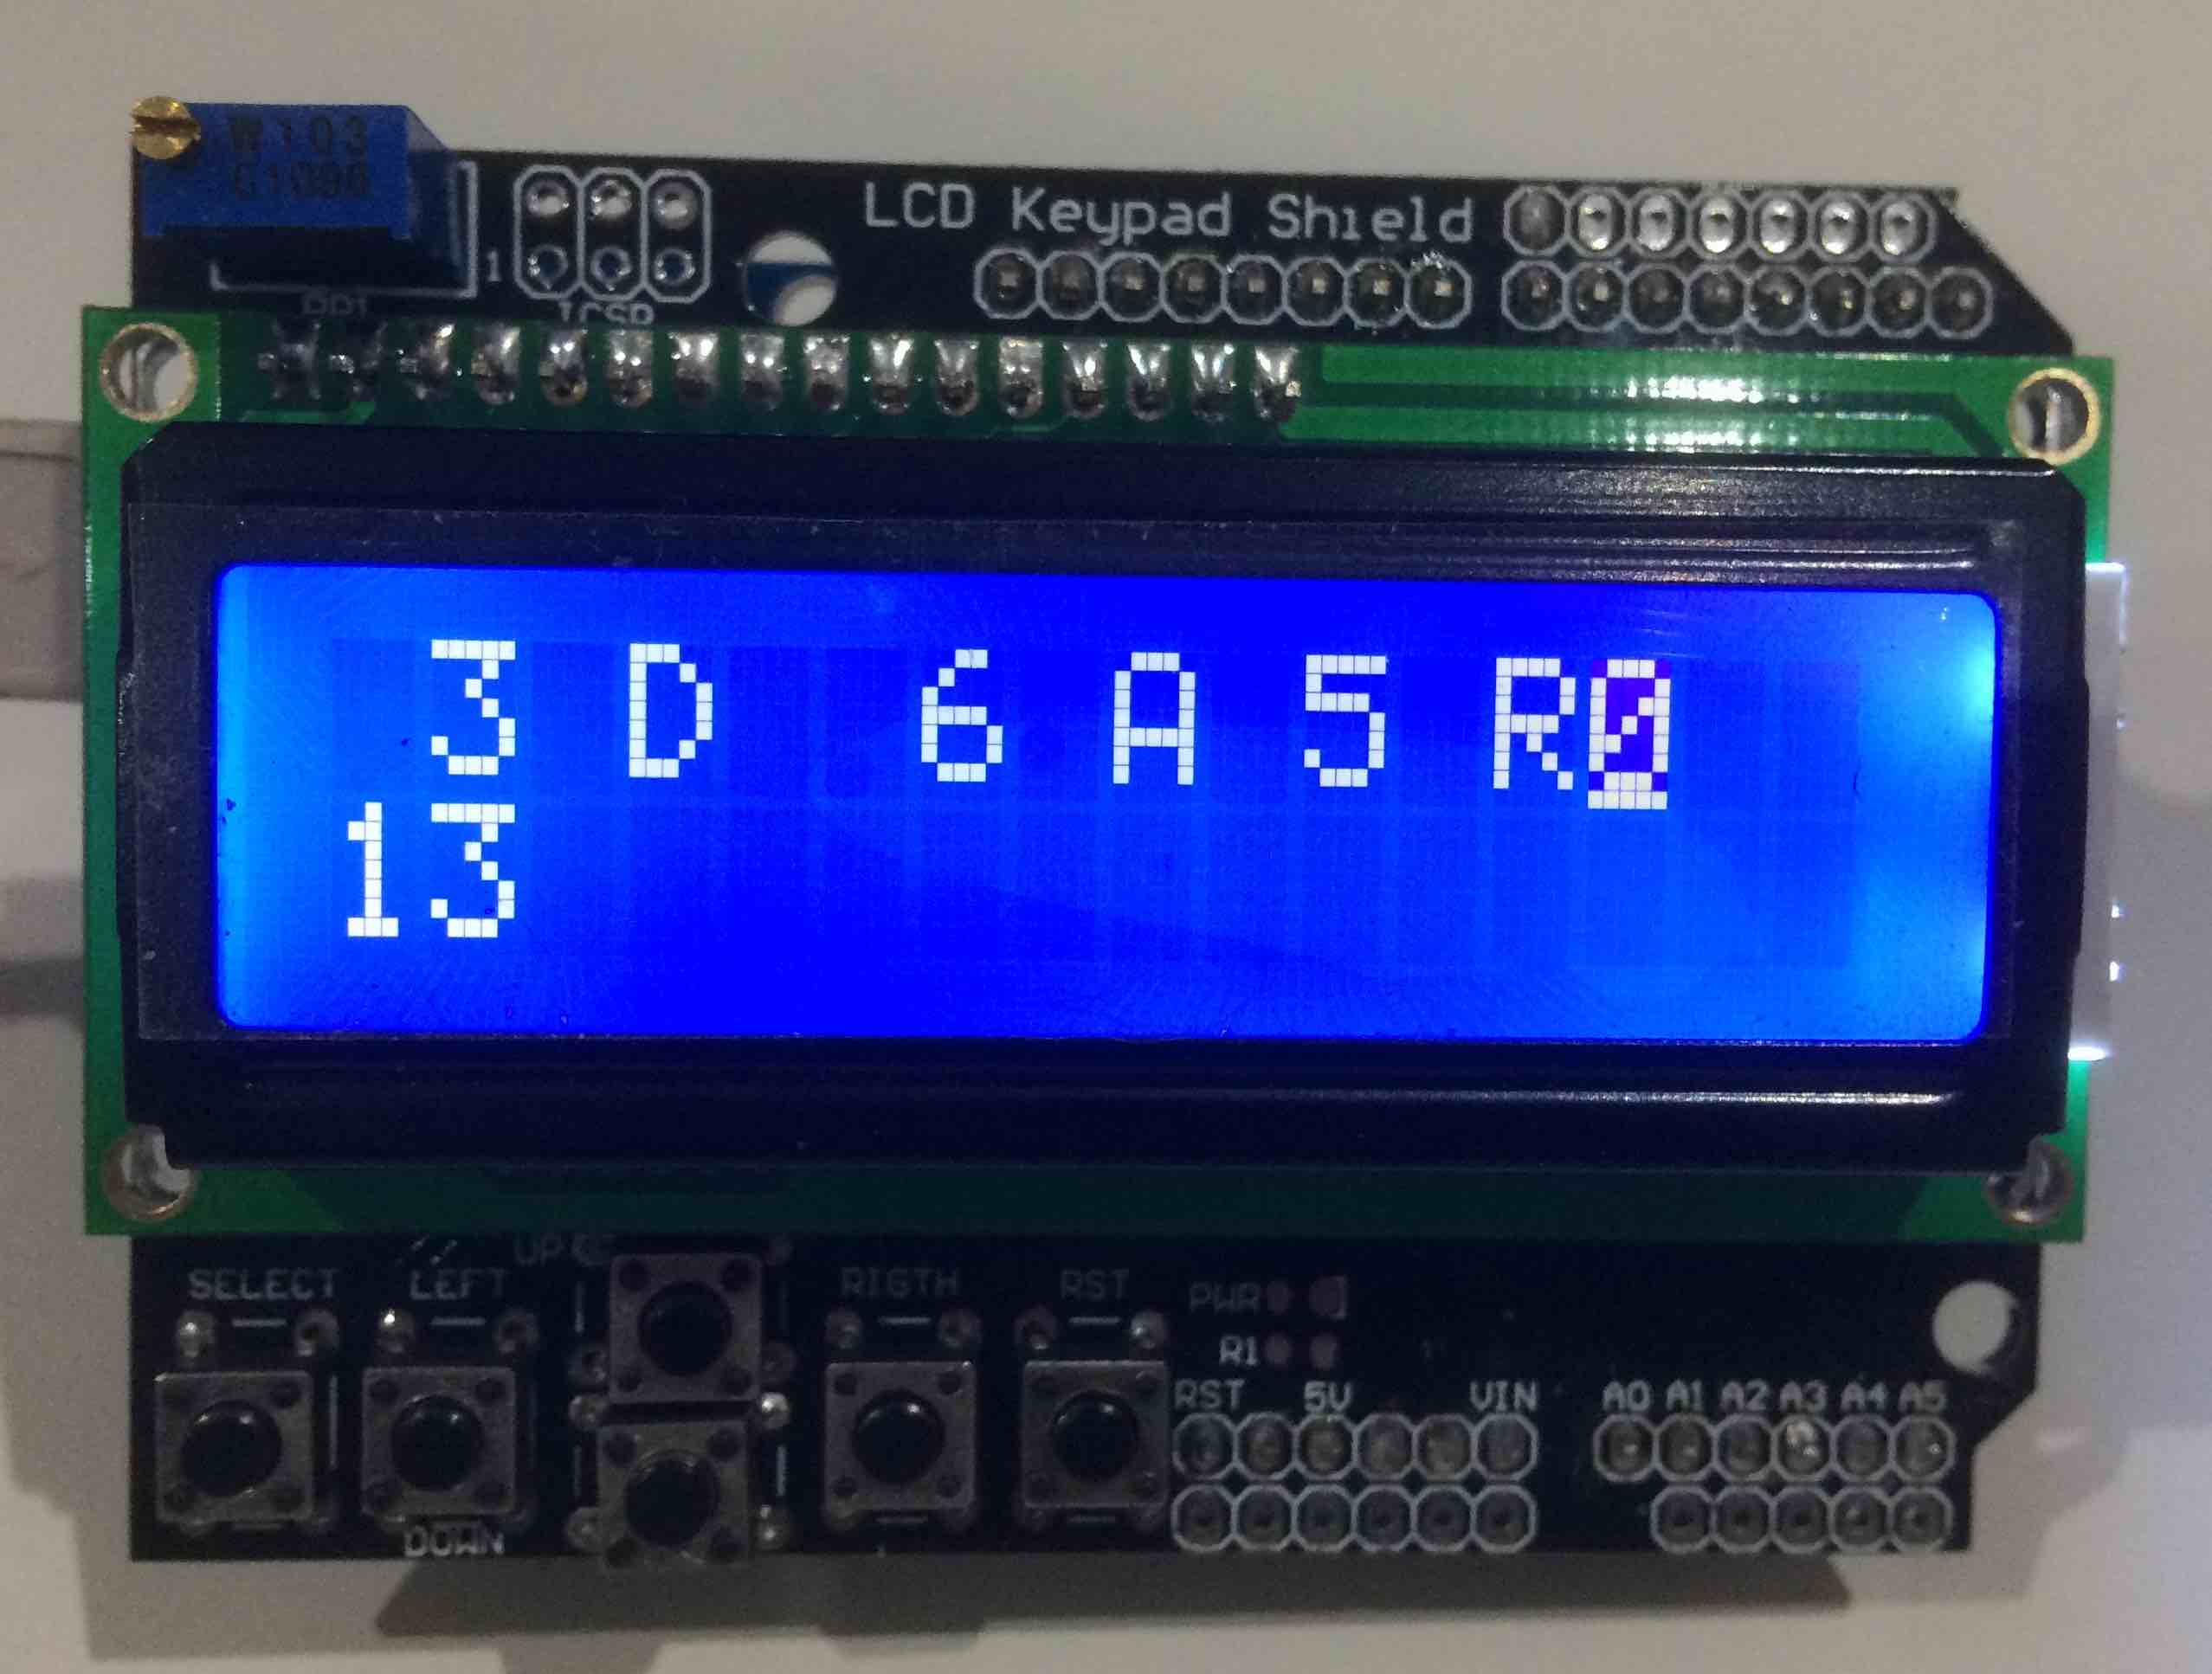 W103
LCD Keypad Shield
1
ICSP
3 D  6 A 5 R0
13
UP
SELECT LEFT RIGTH RST
PWR
R1
RST 5V VIN A0 A1 A2 A3 A4 A5
DOWN